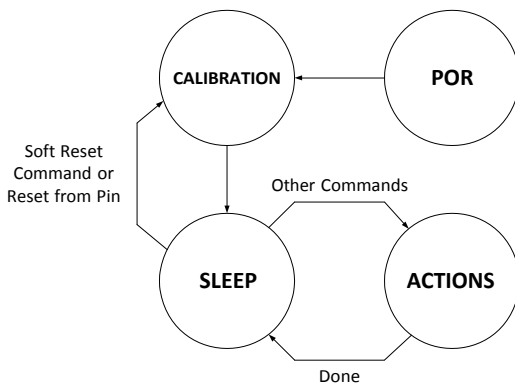 CALIBRATION
POR
Soft Reset
Command or
Reset from Pin
Other Commands
SLEEP
ACTIONS
Done